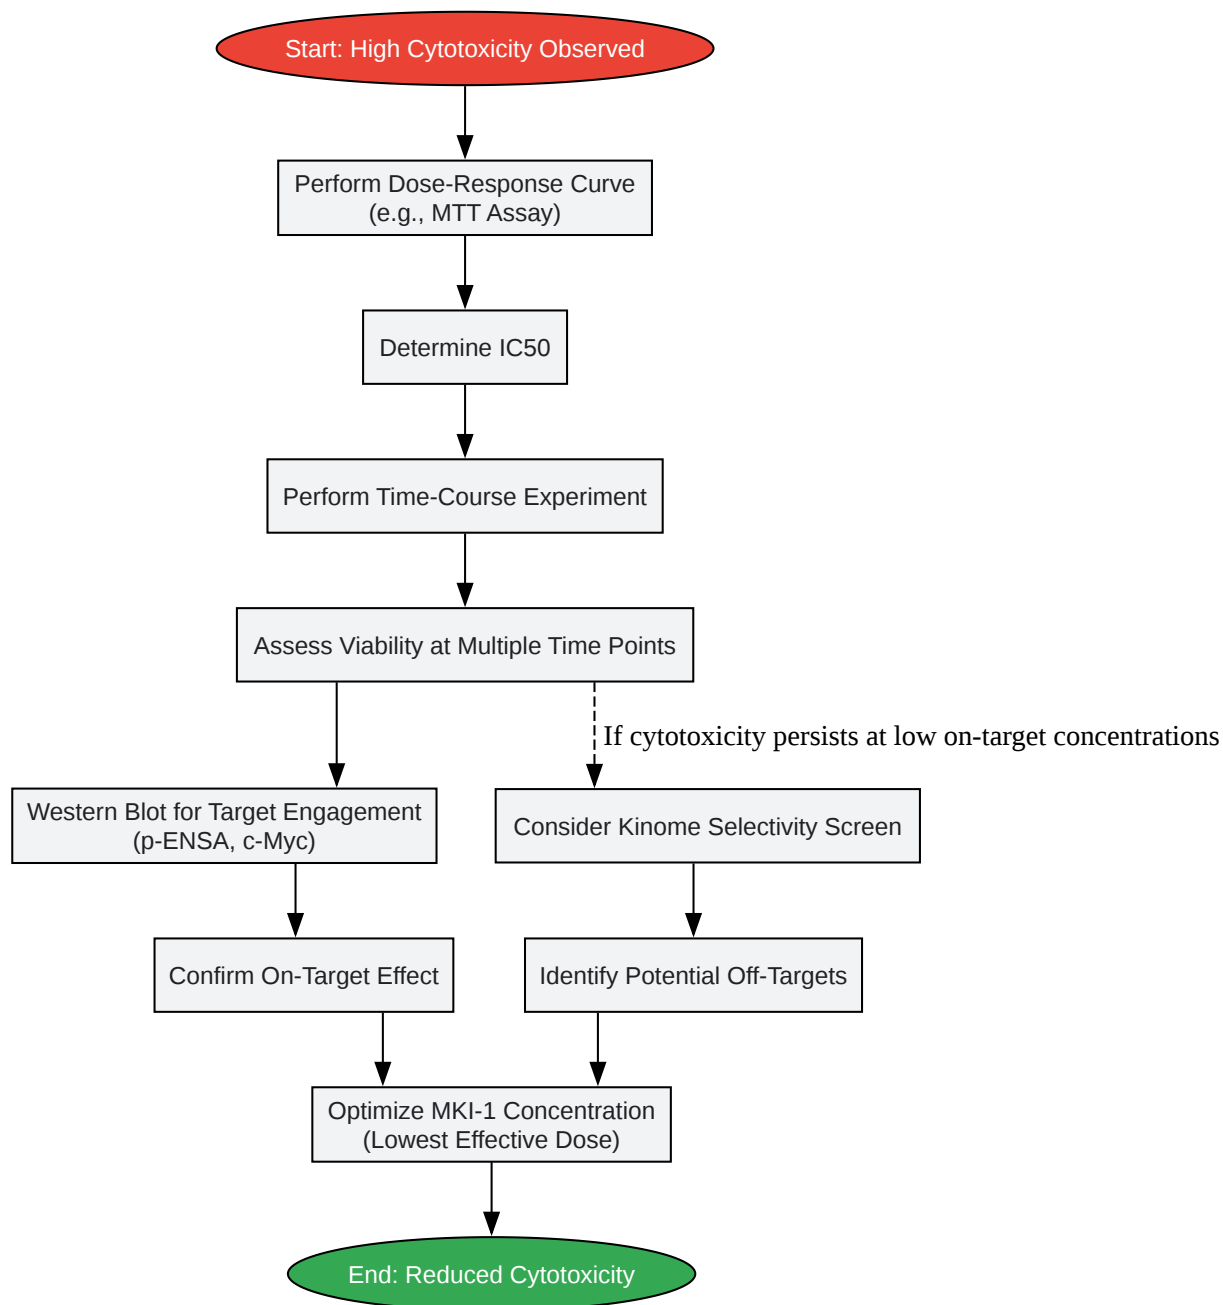 Start: High Cytotoxicity Observed
Perform Dose-Response Curve
(e.g., MTT Assay)
Determine IC50
Perform Time-Course Experiment
Assess Viability at Multiple Time Points
If cytotoxicity persists at low on-target concentrations
Western Blot for Target Engagement
(p-ENSA, c-Myc)
Consider Kinome Selectivity Screen
Confirm On-Target Effect
Identify Potential Off-Targets
Optimize MKI-1 Concentration
(Lowest Effective Dose)
End: Reduced Cytotoxicity